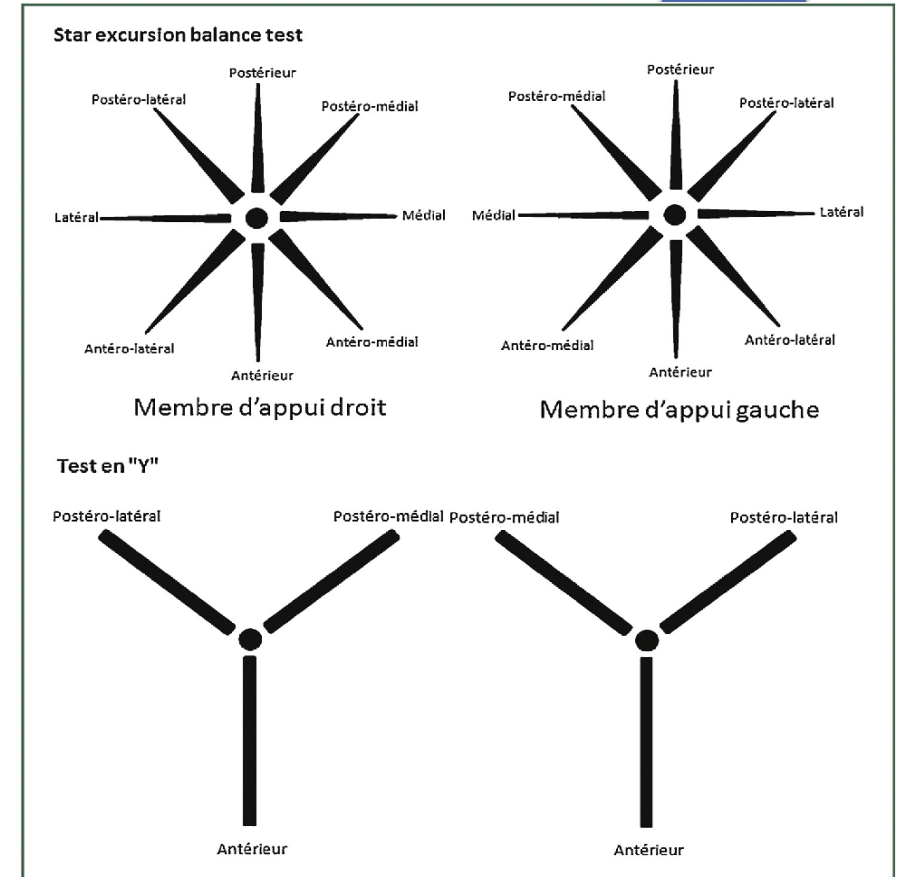 Star excursion balance test
Postérieur
Postéro-latéral
Postéro-médial
Latéral
Médial
Antéro-latéral
Antéro-médial
Antérieur
Membre d'appui droit
Postérieur
Postéro-médial
Postéro-latéral
Médial
Latéral
Antéro-médial
Antéro-latéral
Antérieur
Membre d'appui gauche
Test en "Y"
Postéro-latéral
Postéro-médial
Antérieur
Postéro-médial
Postéro-latéral
Antérieur